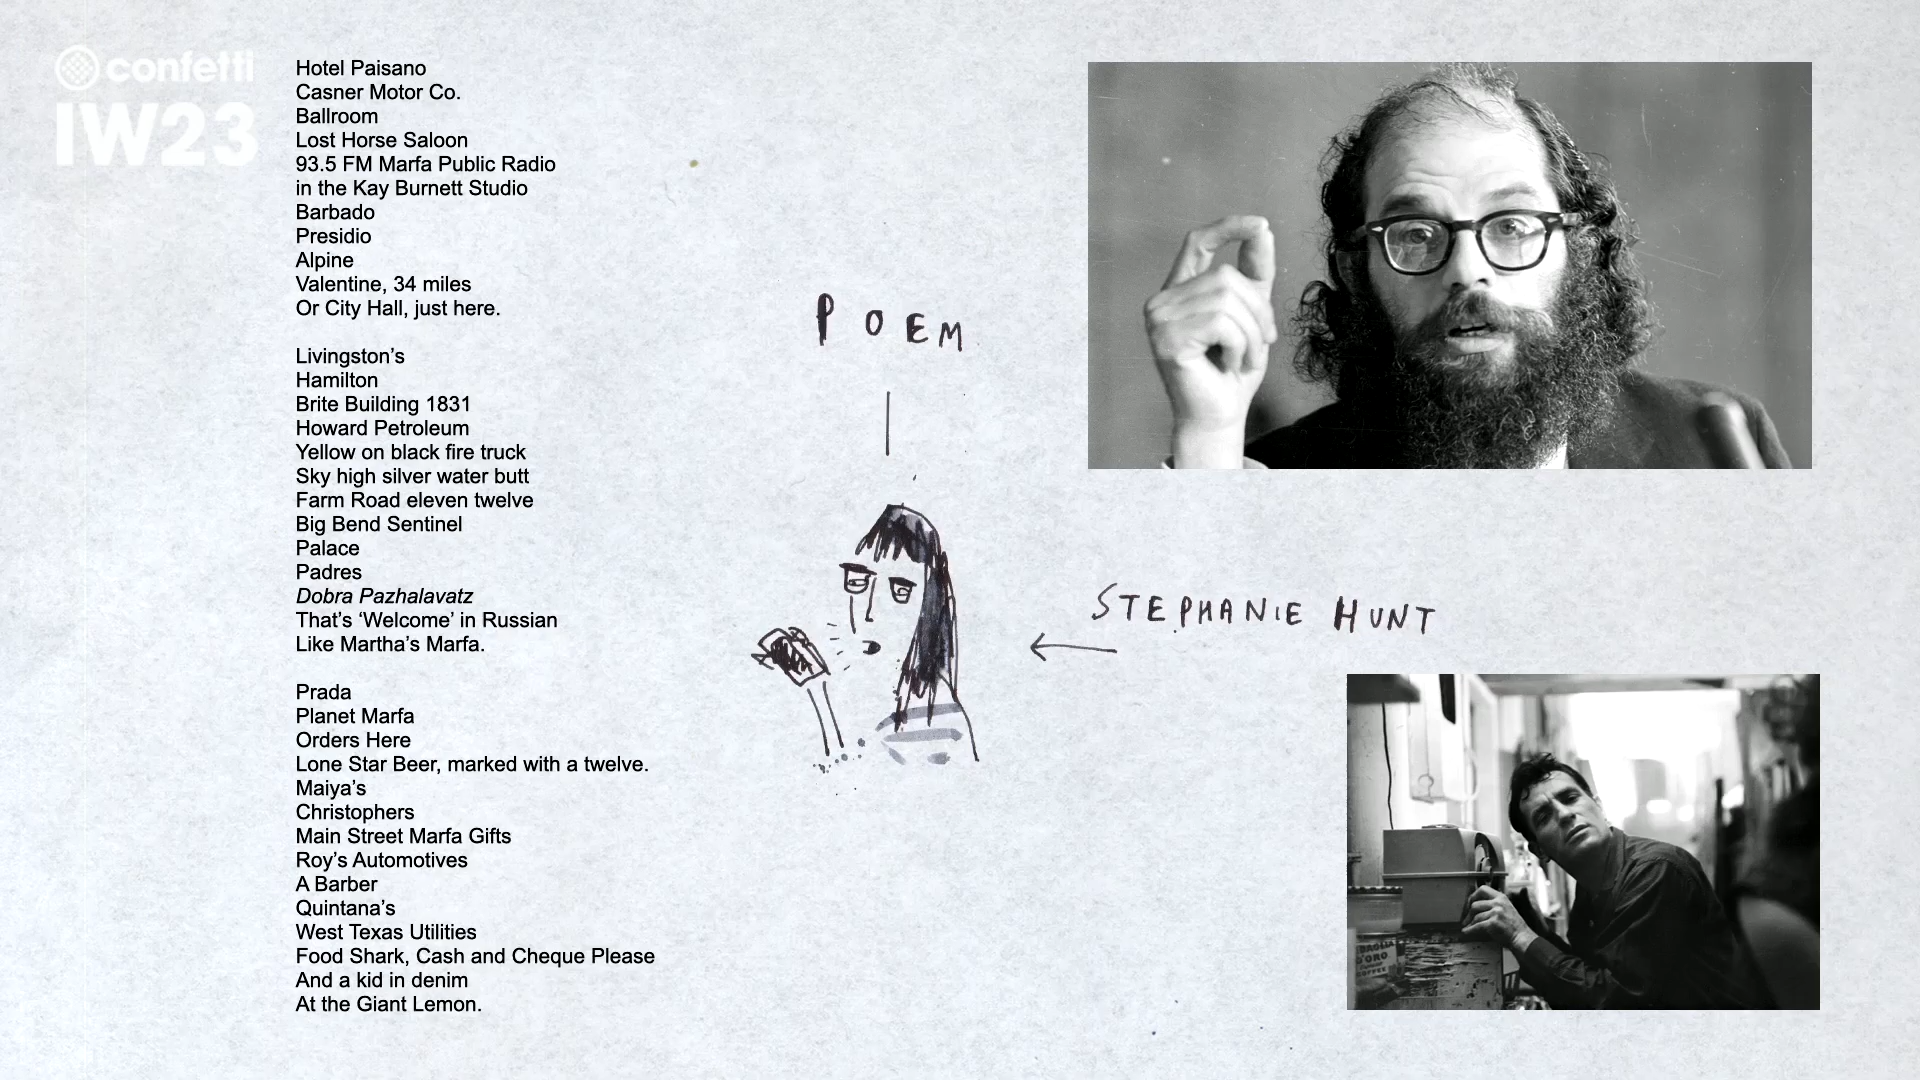 confetti
IW23
Hotel Paisano
Casner Motor Co.
Ballroom
Lost Horse Saloon
93.5 FM Marfa Public Radio
in the Kay Burnett Studio
Barbado
Presidio
Alpine
Valentine, 34 miles
Or City Hall, just here.
Livingston’s
Hamilton
Brite Building 1831
Howard Petroleum
Yellow on black fire truck
Sky high silver water butt
Farm Road eleven twelve
Big Bend Sentinel
Palace
Padres
Dobra Pazhalavatz
That’s ‘Welcome’ in Russian
Like Martha’s Marfa.
Prada
Planet Marfa
Orders Here
Lone Star Beer, marked with a twelve.
Maiya’s
Christophers
Main Street Marfa Gifts
Roy’s Automotives
A Barber
Quintana’s
West Texas Utilities
Food Shark, Cash and Cheque Please
And a kid in denim
At the Giant Lemon.
POEM
STEPHANIE HUNT
D'ORO
COFFEE